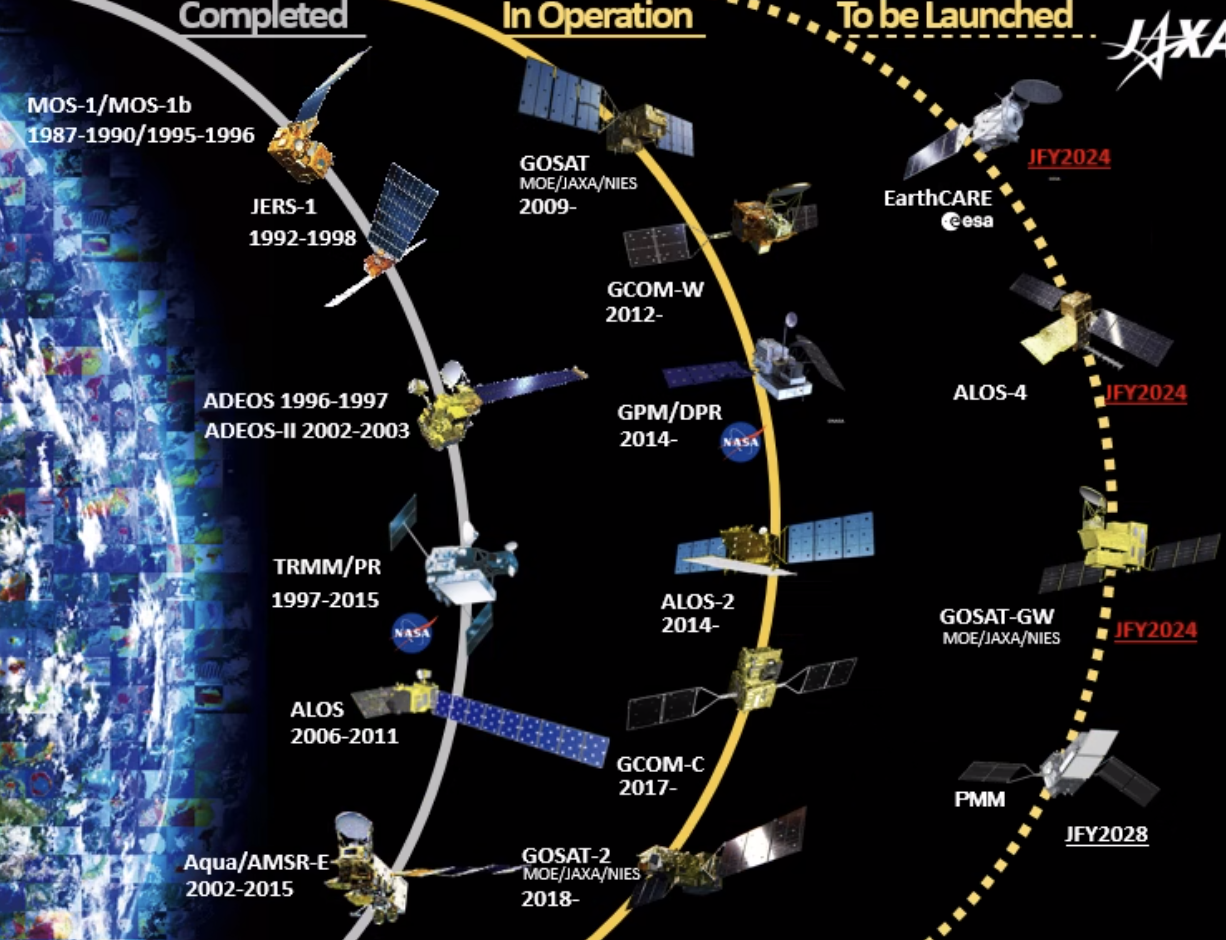 Completed
In Operation
To be Launched
JAXA
MOS-1/MOS-1b
1987-1990/1995-1996
JERS-1
1992-1998
ADEOS 1996-1997
ADEOS-II 2002-2003
TRMM/PR
1997-2015
NASA
ALOS
2006-2011
Aqua/AMSR-E
2002-2015
GOSAT
MOE/JAXA/NIES
2009-
GCOM-W
2012-
GPM/DPR
2014-
NASA
ALOS-2
2014-
GCOM-C
2017-
GOSAT-2
MOE/JAXA/NIES
2018-
JFY2024
EarthCARE
esa
ALOS-4
JFY2024
GOSAT-GW
MOE/JAXA/NIES
JFY2024
PMM
JFY2028